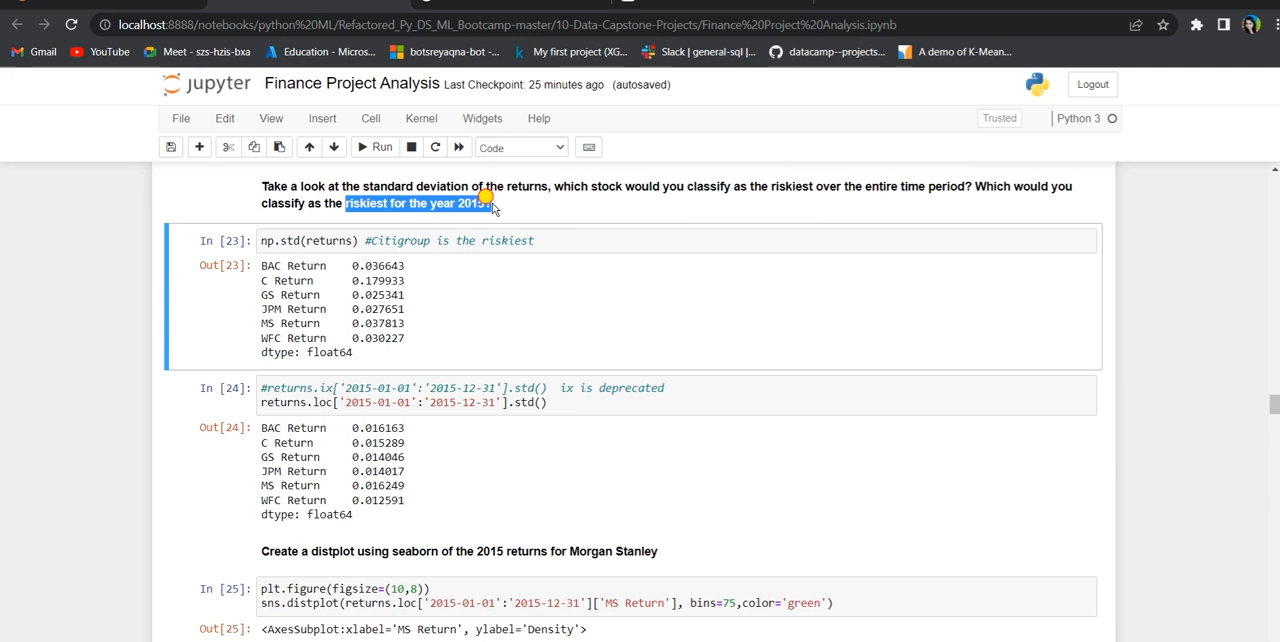 localhost:8888/notebooks/python%20ML/Refactored_Py_DS_ML_Bootcamp-master/10-Data-Capstone-Projects/Finance%20Project%20Analysis.ipynb
Gmail YouTube Meet - szs-hzis-bxa Education - Micros... botsreyaqna-bot -... My first project (XG... Slack | general-sql |... datacamp--projects... A demo of K-Mean...
jupyter Finance Project Analysis Last Checkpoint: 25 minutes ago (autosaved) Logout
File Edit View Insert Cell Kernel Widgets Help Trusted Python 3
Run Code
Take a look at the standard deviation of the returns, which stock would you classify as the riskiest over the entire time period? Which would you
classify as the riskiest for the year 2015?
In [23]: np.std(returns) #Citigroup is the riskiest
Out[23]: BAC Return 0.036643
C Return 0.179933
GS Return 0.025341
JPM Return 0.027651
MS Return 0.037813
WFC Return 0.030227
dtype: float64
In [24]: #returns.ix['2015-01-01':'2015-12-31'].std() ix is deprecated
returns.loc['2015-01-01':'2015-12-31'].std()
Out[24]: BAC Return 0.016163
C Return 0.015289
GS Return 0.014046
JPM Return 0.014017
MS Return 0.016249
WFC Return 0.012591
dtype: float64
Create a distplot using seaborn of the 2015 returns for Morgan Stanley
In [25]: plt.figure(figsize=(10,8))
sns.distplot(returns.loc['2015-01-01':'2015-12-31']['MS Return'], bins=75,color='green')
Out[25]: <AxesSubplot:xlabel='MS Return', ylabel='Density'>